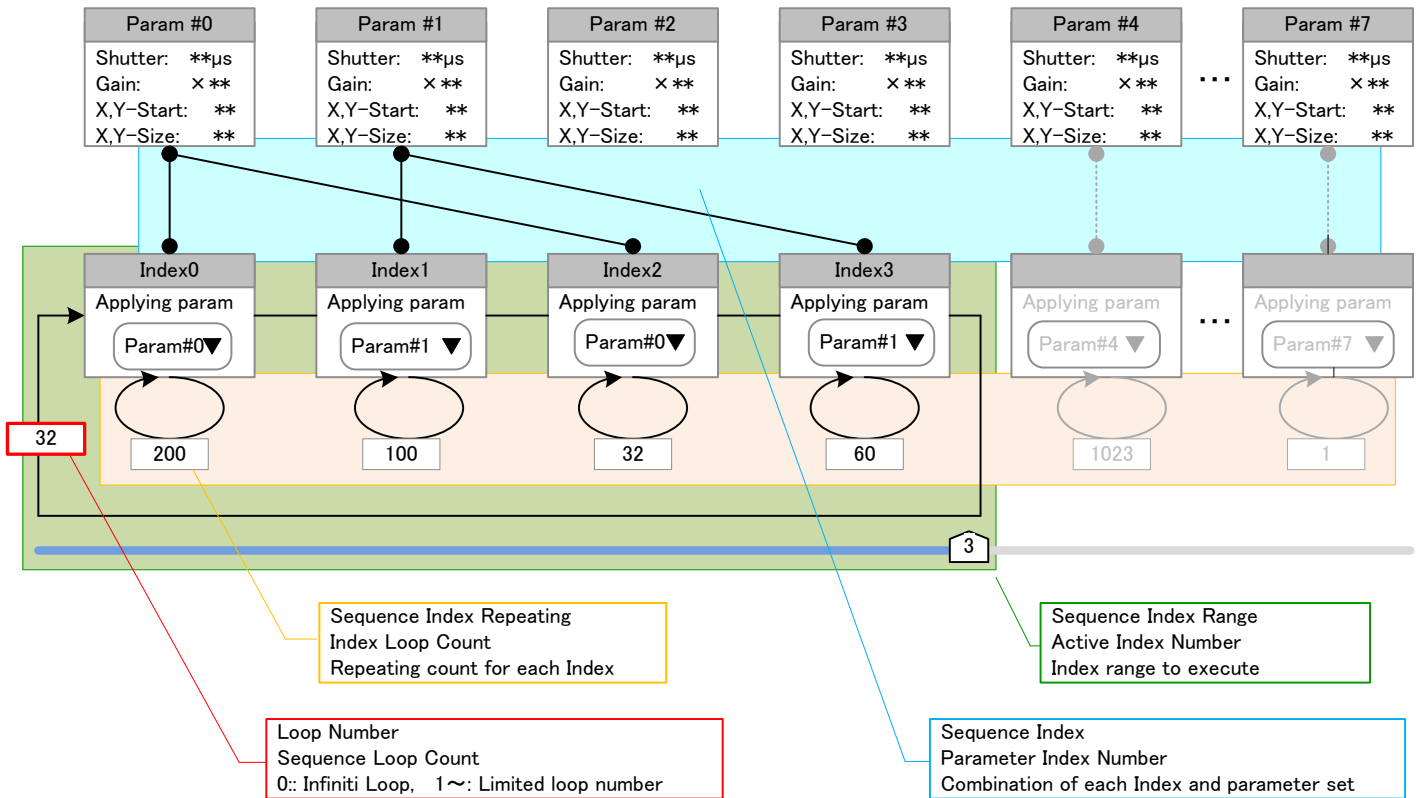 Param #0
Shutter: **µs
Gain: ×**
X,Y-Start: **
X,Y-Size: **
Param #1
Shutter: **µs
Gain: ×**
X,Y-Start: **
X,Y-Size: **
Param #2
Shutter: **µs
Gain: ×**
X,Y-Start: **
X,Y-Size: **
Param #3
Shutter: **µs
Gain: ×**
X,Y-Start: **
X,Y-Size: **
Param #4
Shutter: **µs
Gain: ×**
X,Y-Start: **
X,Y-Size: **
...
Param #7
Shutter: **µs
Gain: ×**
X,Y-Start: **
X,Y-Size: **
Index0
Applying param
Param#0▼
200
Index1
Applying param
Param#1 ▼
100
Index2
Applying param
Param#0▼
32
Index3
Applying param
Param#1 ▼
60
Applying param
Param#4 ▼
1023
...
Applying param
Param#7 ▼
1
32
3
Sequence Index Repeating
Index Loop Count
Repeating count for each Index
Sequence Index Range
Active Index Number
Index range to execute
Loop Number
Sequence Loop Count
0:: Infiniti Loop, 1～: Limited loop number
Sequence Index
Parameter Index Number
Combination of each Index and parameter set